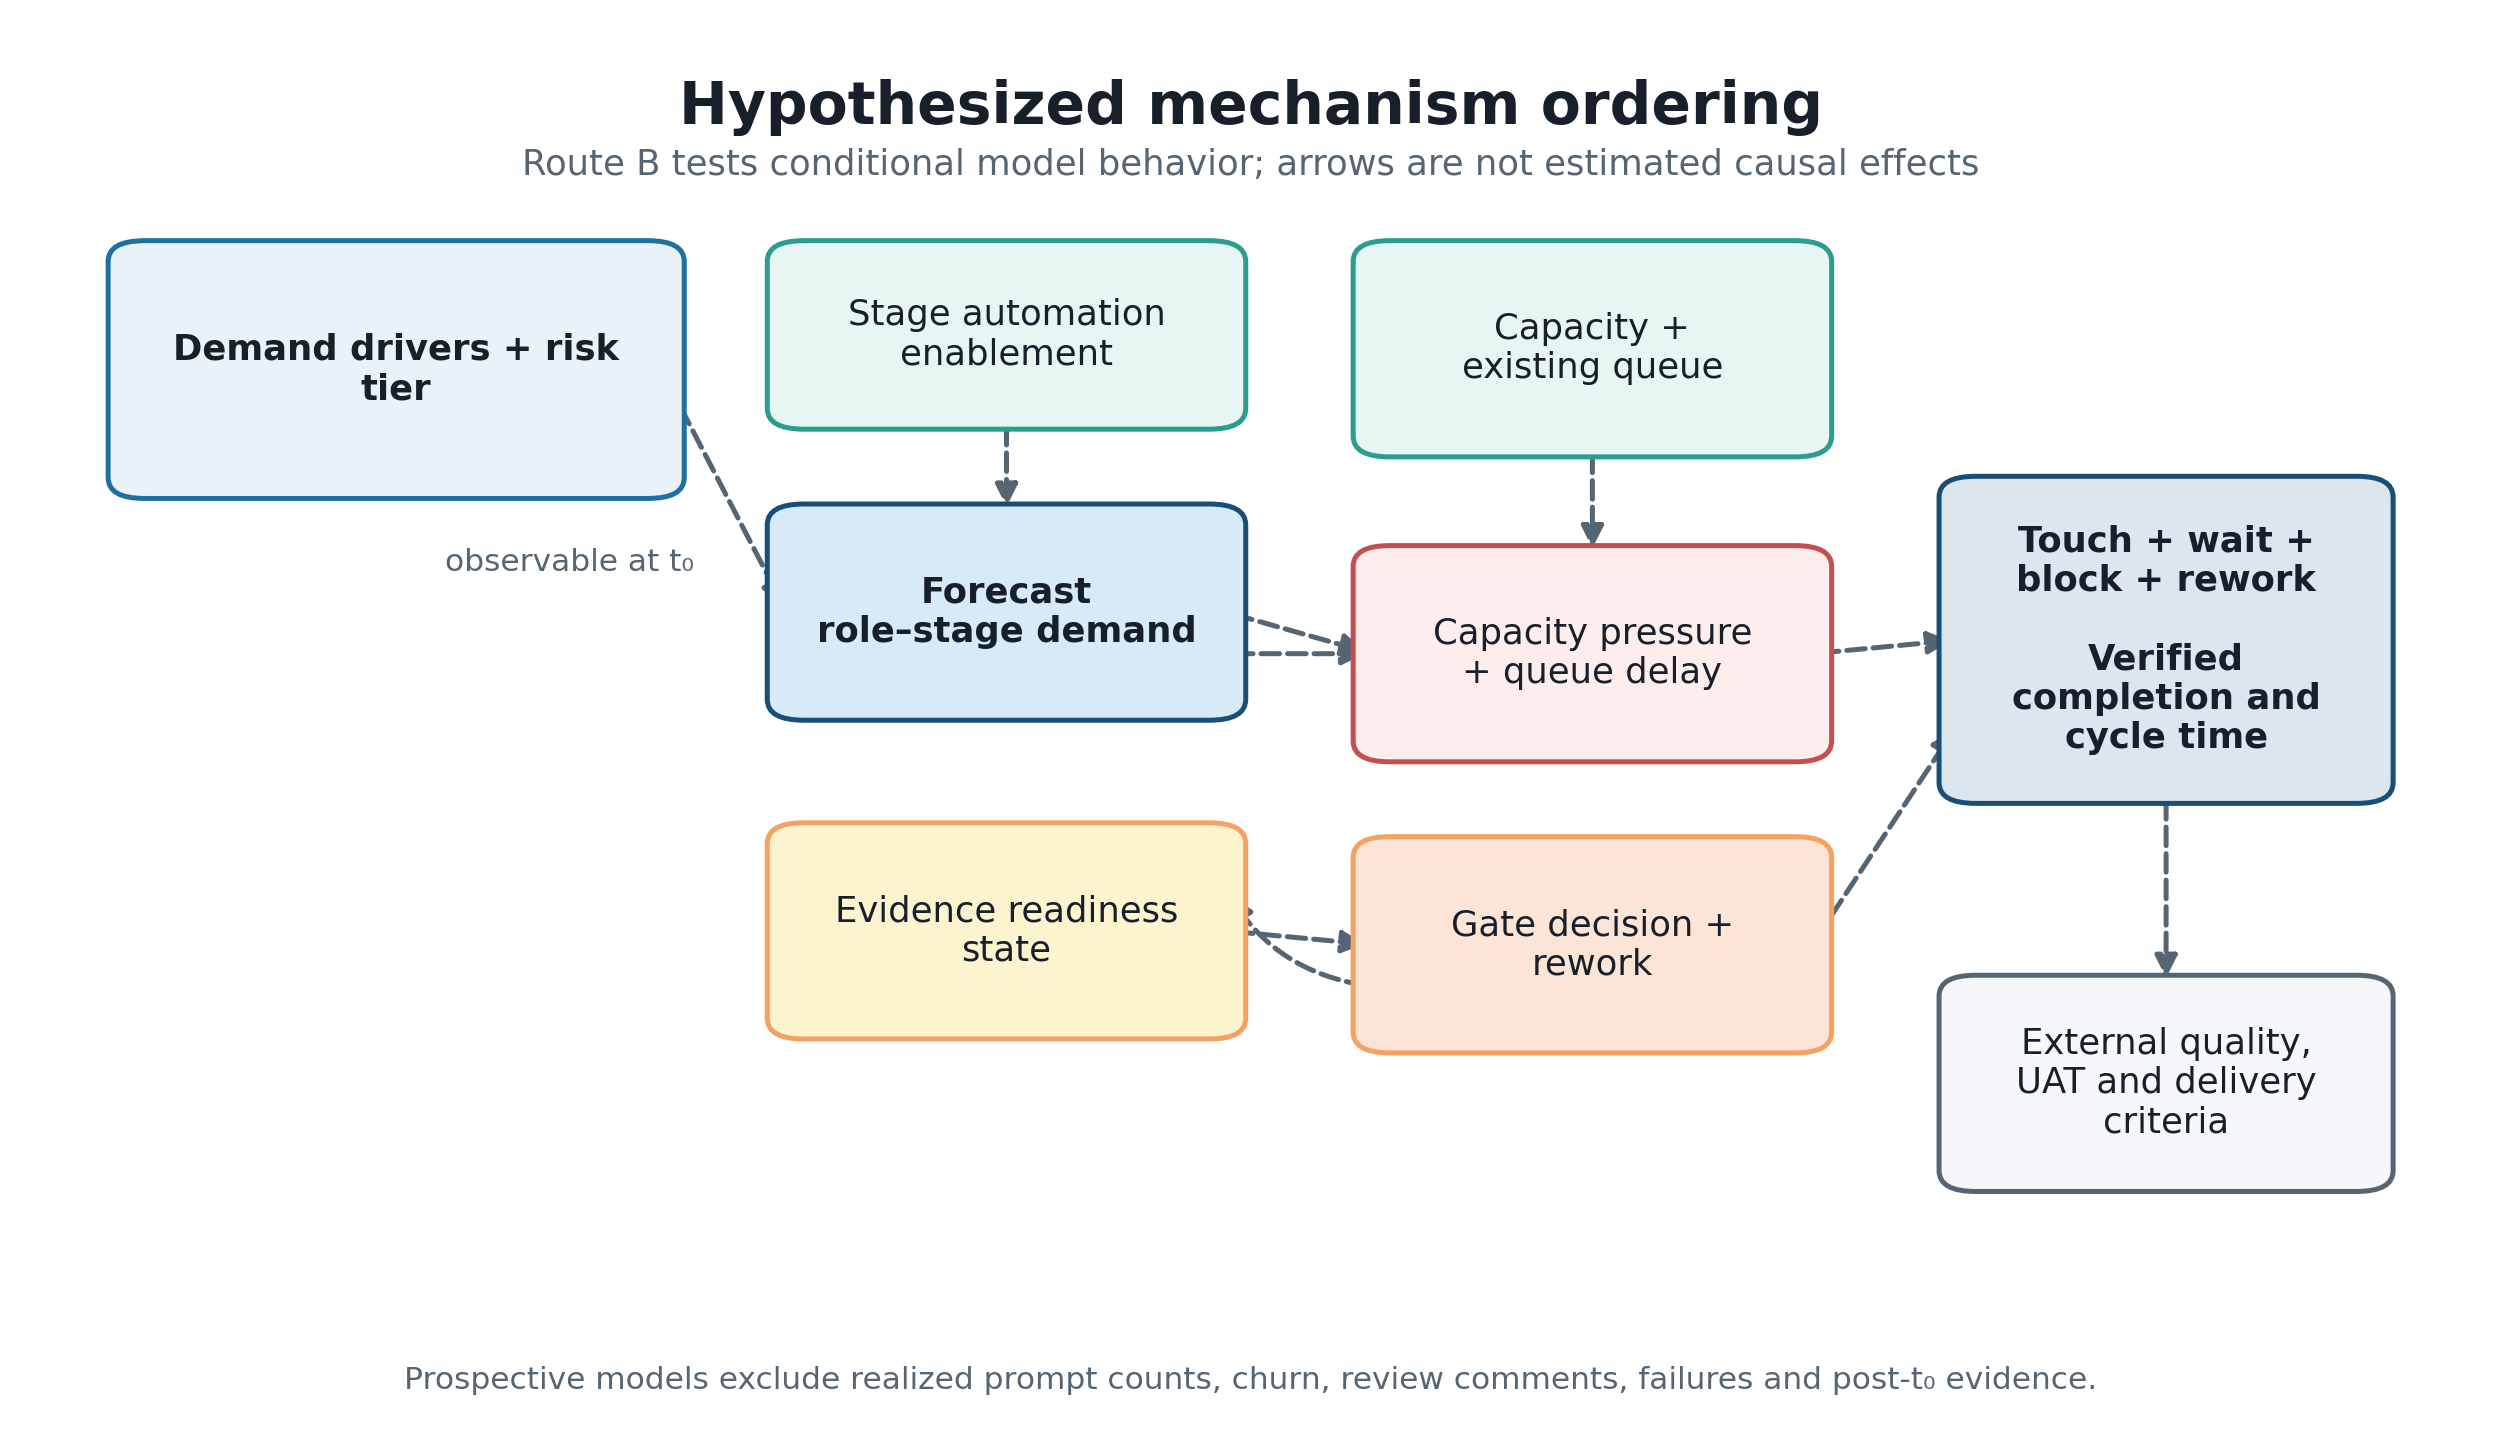 Hypothesized mechanism ordering
Route B tests conditional model behavior; arrows are not estimated causal effects
Demand drivers + risk
tier
Stage automation
enablement
Capacity +
existing queue
observable at t₀
Forecast
role–stage demand
Capacity pressure
+ queue delay
Touch + wait +
block + rework
Verified
completion and
cycle time
Evidence readiness
state
Gate decision +
rework
External quality,
UAT and delivery
criteria
Prospective models exclude realized prompt counts, churn, review comments, failures and post-t₀ evidence.